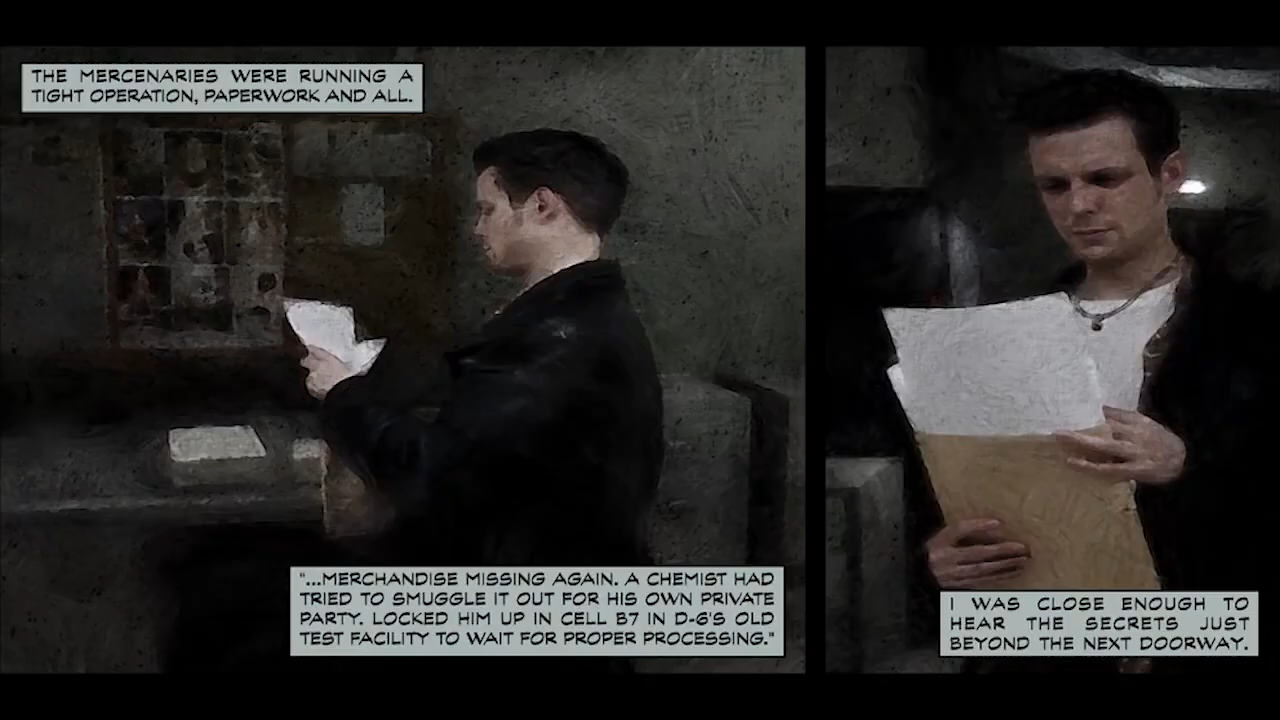 THE MERCENARIES WERE RUNNING A
TIGHT OPERATION, PAPERWORK AND ALL.
"...MERCHANDISE MISSING AGAIN. A CHEMIST HAD
TRIED TO SMUGGLE IT OUT FOR HIS OWN PRIVATE
PARTY. LOCKED HIM UP IN CELL B7 IN D-6'S OLD
TEST FACILITY TO WAIT FOR PROPER PROCESSING."
I WAS CLOSE ENOUGH TO
HEAR THE SECRETS JUST
BEYOND THE NEXT DOORWAY.